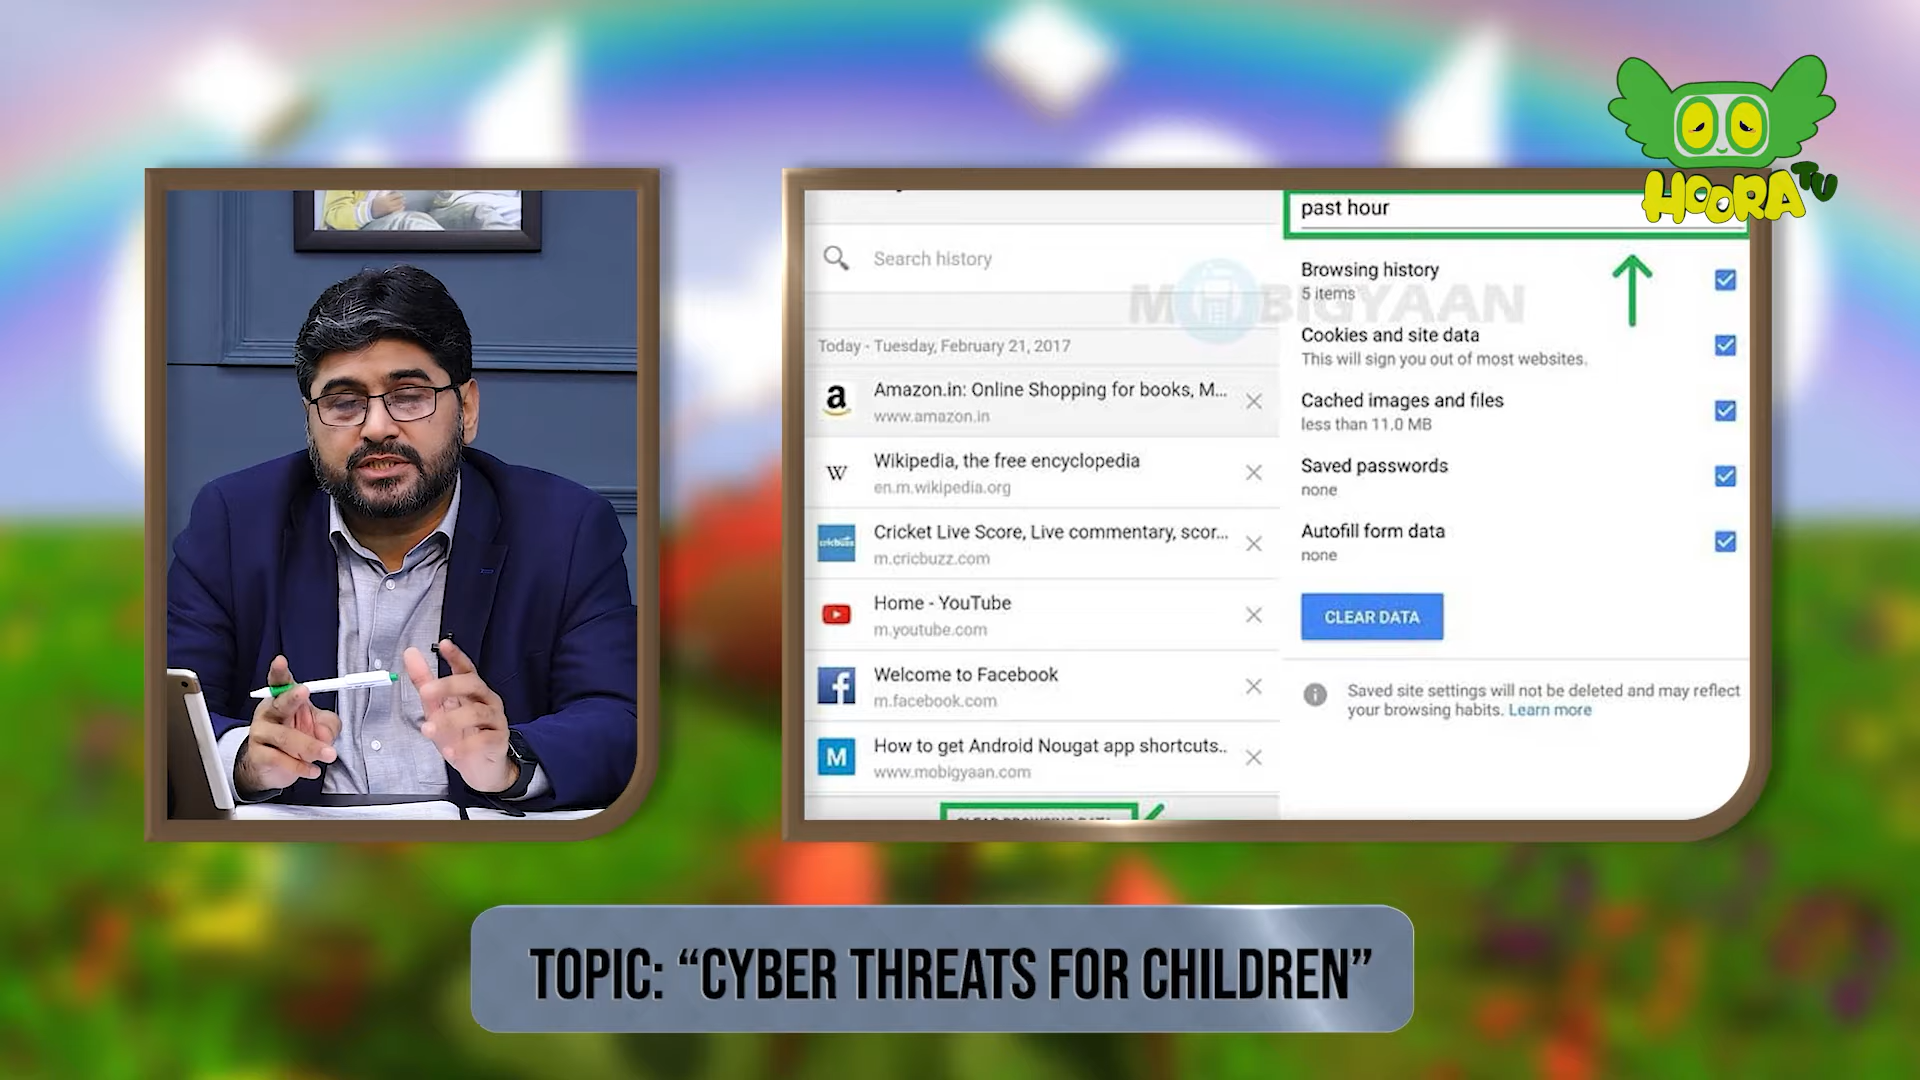 HOORA TV
past hour
Search history
MOBIGYAAN
Today - Tuesday, February 21, 2017
Amazon.in: Online Shopping for books, M...
www.amazon.in
Wikipedia, the free encyclopedia
en.m.wikipedia.org
cricbuzz
Cricket Live Score, Live commentary, scor...
m.cricbuzz.com
Home - YouTube
m.youtube.com
Welcome to Facebook
m.facebook.com
M
How to get Android Nougat app shortcuts..
www.mobigyaan.com
Browsing history
5 items
Cookies and site data
This will sign you out of most websites.
Cached images and files
less than 11.0 MB
Saved passwords
none
Autofill form data
none
CLEAR DATA
Saved site settings will not be deleted and may reflect
your browsing habits. Learn more
TOPIC: “CYBER THREATS FOR CHILDREN”